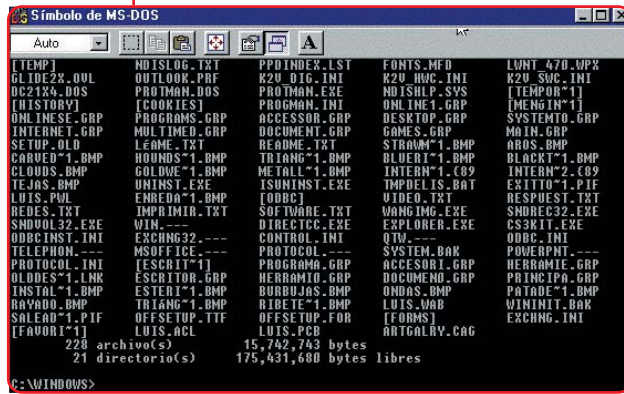 Símbolo de MS-DOS
Auto
[TEMP] NDISLOG.TXT PPDINDEX.LST FONTS.MFD LWNT_470.WPX
GLIDE2X.OVL OUTLOOK.PRF K2V_DIG.INI K2V_HWC.INI K2V_SWC.INI
DC21X4.DOS PROTMAN.DOS PROTMAN.EXE NDISHLP.SYS [TEMPOR~1]
[HISTORY] [COOKIES] PROGMAN.INI ONLINE1.GRP [MENúIN~1]
ONLINESE.GRP PROGRAMS.GRP ACCESSOR.GRP DESKTOP.GRP SYSTEMTO.GRP
INTERNET.GRP MULTIMED.GRP DOCUMENT.GRP GAMES.GRP MAIN.GRP
SETUP.OLD LéAME.TXT README.TXT STRAWM~1.BMP AROS.BMP
CARVED~1.BMP HOUNDS~1.BMP TRIANG~1.BMP BLUERI~1.BMP BLACKT~1.BMP
CLOUDS.BMP GOLDWE~1.BMP METALL~1.BMP INTERN~1.{89 INTERN~2.{89
TEJAS.BMP UNINST.EXE ISUNINST.EXE TMPDELIS.BAT EXITTO~1.PIF
LUIS.PWL ENREDA~1.BMP [ODBC] VIDEO.TXT RESPUEST.TXT
REDES.TXT IMPRIMIR.TXT SOFTWARE.TXT WANGIMG.EXE SNDREC32.EXE
SNDVOL32.EXE WIN.--- DIRECTCC.EXE EXPLORER.EXE CS3KIT.EXE
ODBCINST.INI EXCHNG32.--- CONTROL.INI QTW.--- ODBC.INI
TELEPHON.--- MSOFFICE.--- PROTOCOL.--- SYSTEM.BAK POWERPNT.---
PROTOCOL.INI [ESCRIT~1] PROGRAMA.GRP ACCESORI.GRP HERRAMIE.GRP
OLDDES~1.LNK ESCRITOR.GRP HERRAMIO.GRP DOCUMENO.GRP PRINCIPA.GRP
INSTAL~1.BMP ESTERI~1.BMP BURBUJAS.BMP ONDAS.BMP PATADE~1.BMP
RAYADO.BMP TRIáNG~1.BMP RIBETE~1.BMP LUIS.WAB WININIT.BAK
SALEAD~1.PIF OFFSETUP.TTF OFFSETUP.FOR [FORMS] EXCHNG.INI
[FAVORI~1] LUIS.ACL LUIS.PCB ARTGALRY.CAG
228 archivo(s) 15,742,743 bytes
21 directorio(s) 175,431,680 bytes libres
C:\WINDOWS>